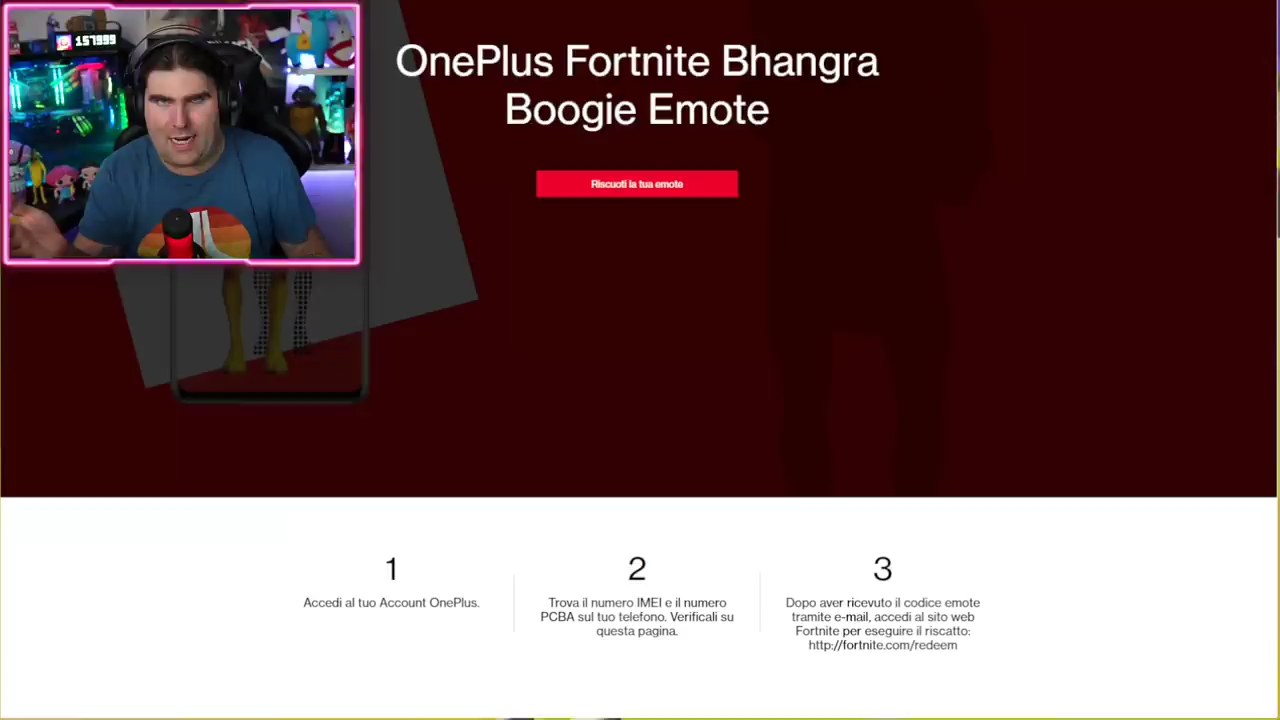 157999
OnePlus Fortnite Bhangra
Boogie Emote
Riscuoti la tua emote
1
Accedi al tuo Account OnePlus.
2
Trova il numero IMEI e il numero
PCBA sul tuo telefono. Verificali su
questa pagina.
3
Dopo aver ricevuto il codice emote
tramite e-mail, accedi al sito web
Fortnite per eseguire il riscatto:
http://fortnite.com/redeem